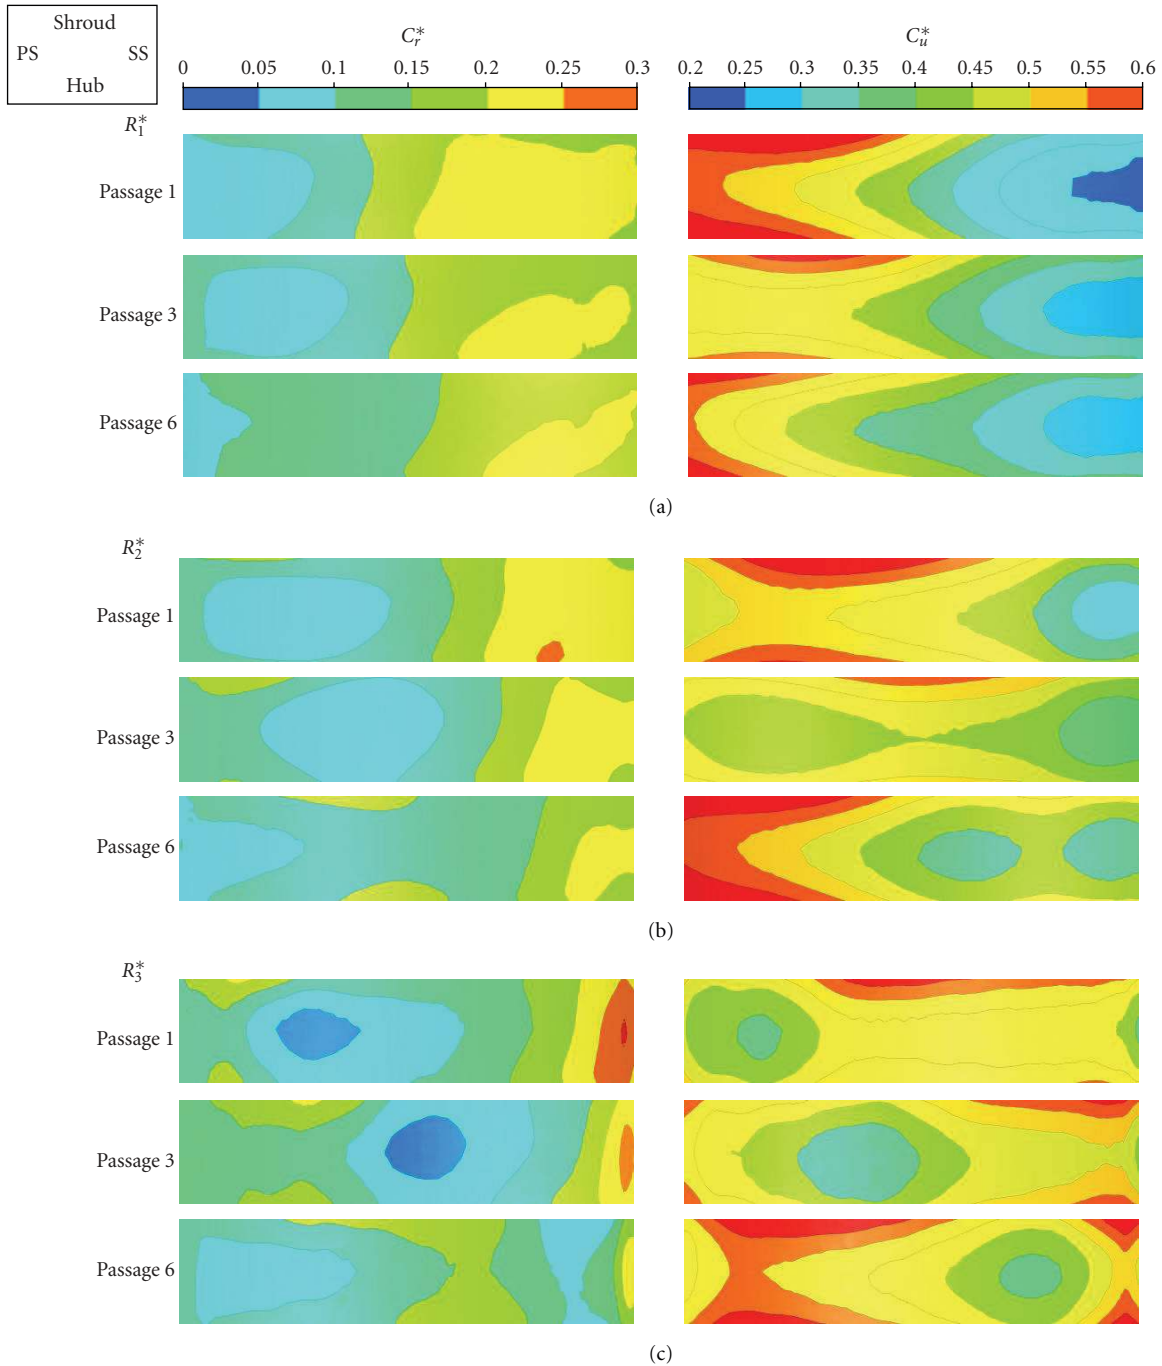 Shroud
PS SS
Hub
C_r^*
0 0.05 0.1 0.15 0.2 0.25 0.3
C_u^*
0.2 0.25 0.3 0.35 0.4 0.45 0.5 0.55 0.6
R_1^*
Passage 1
Passage 3
Passage 6
(a)
R_2^*
Passage 1
Passage 3
Passage 6
(b)
R_3^*
Passage 1
Passage 3
Passage 6
(c)